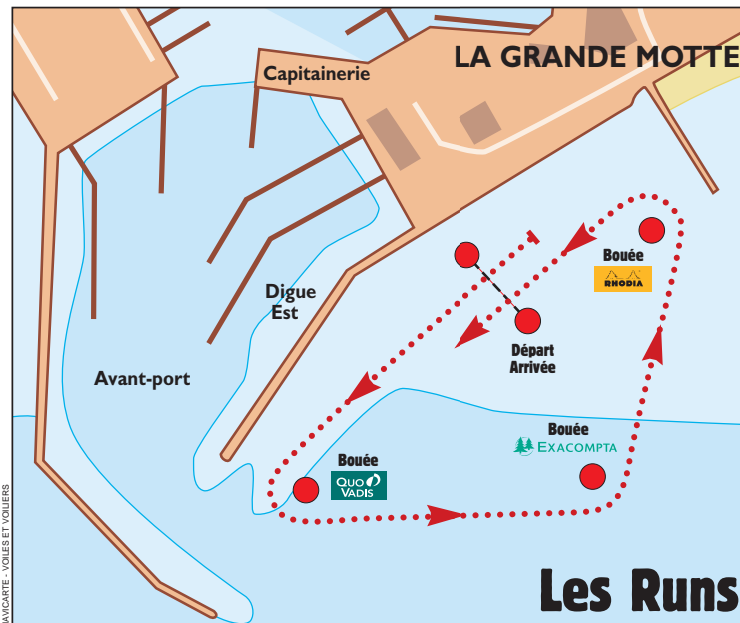 LA GRANDE MOTTE
Capitainerie
Bouée
RHODIA
Digue
Est
Départ
Arrivée
Avant-port
Bouée
EXACOMPTA
Bouée
QUO
VADIS
Les Runs
NAVICARTE - VOILES ET VOILIERS